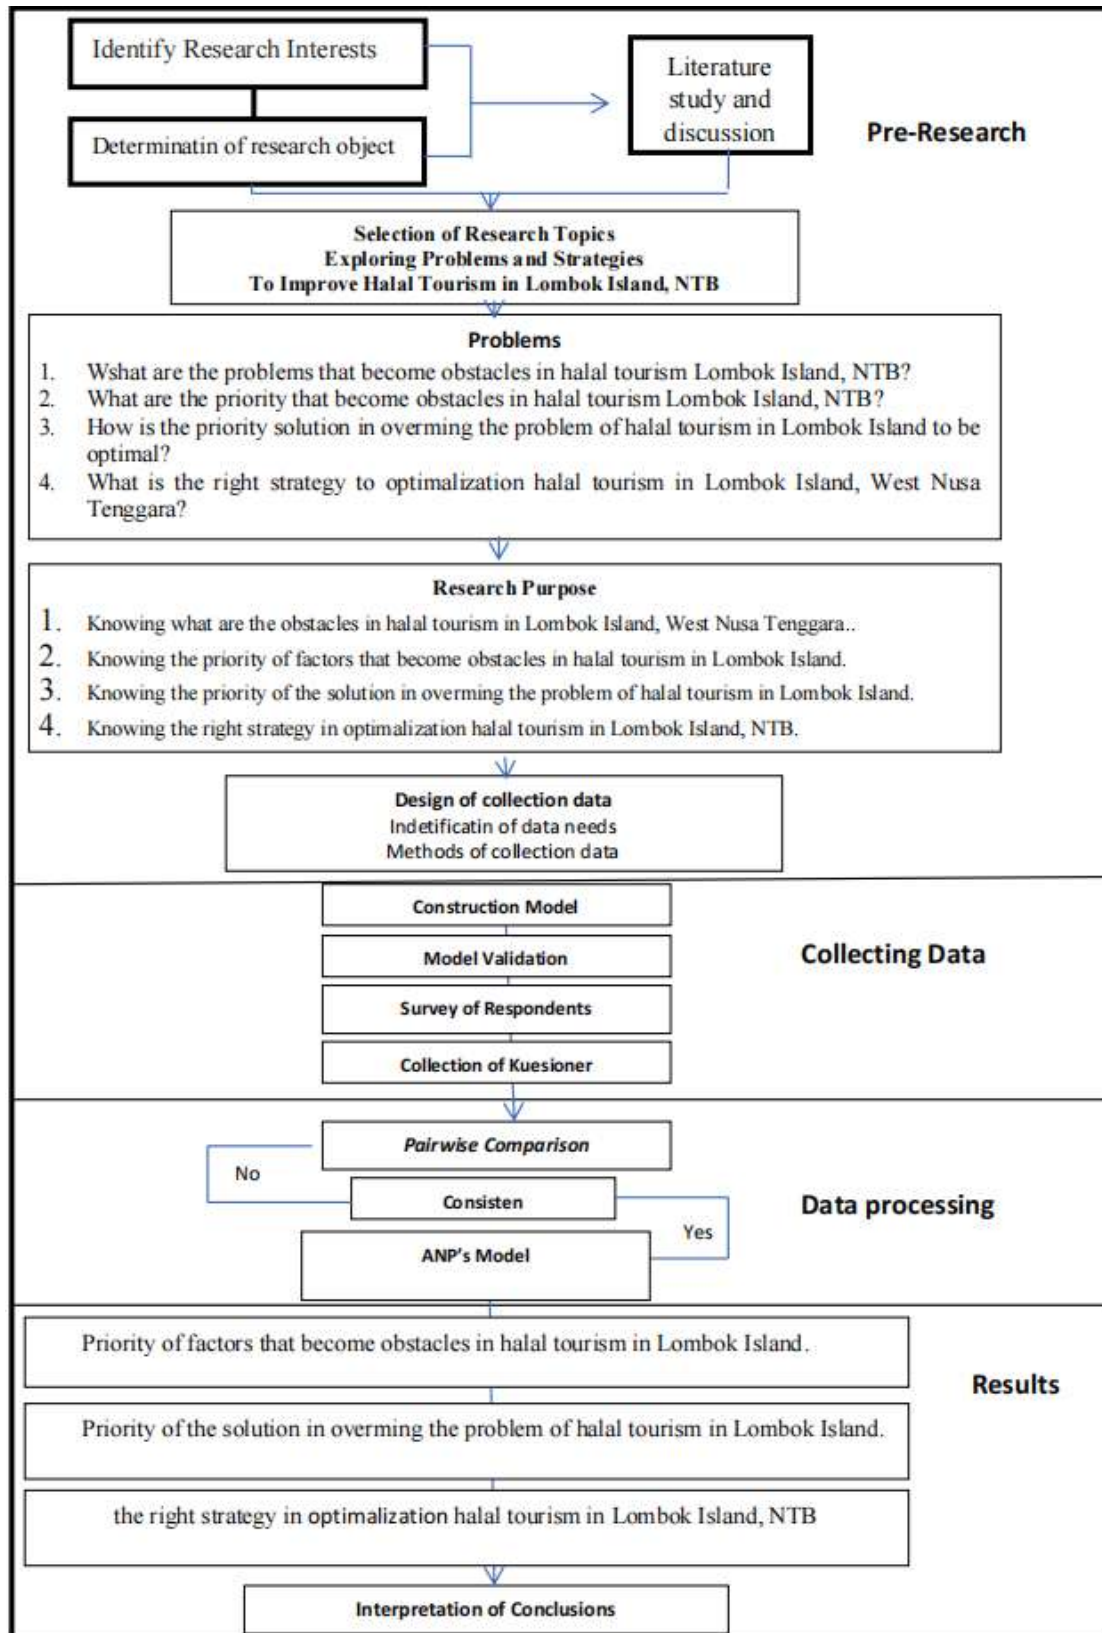 Identify Research Interests
Determinatin of research object
Literature
study and
discussion
Pre-Research
Selection of Research Topics
Exploring Problems and Strategies
To Improve Halal Tourism in Lombok Island, NTB
Problems
1. Wshat are the problems that become obstacles in halal tourism Lombok Island, NTB?
2. What are the priority that become obstacles in halal tourism Lombok Island, NTB?
3. How is the priority solution in overming the problem of halal tourism in Lombok Island to be
optimal?
4. What is the right strategy to optimalization halal tourism in Lombok Island, West Nusa
Tenggara?
Research Purpose
1. Knowing what are the obstacles in halal tourism in Lombok Island, West Nusa Tenggara..
2. Knowing the priority of factors that become obstacles in halal tourism in Lombok Island.
3. Knowing the priority of the solution in overming the problem of halal tourism in Lombok Island.
4. Knowing the right strategy in optimalization halal tourism in Lombok Island, NTB.
Design of collection data
Indetificatin of data needs
Methods of collection data
Construction Model
Model Validation
Survey of Respondents
Collection of Kuesioner
Collecting Data
Pairwise Comparison
No
Consisten
Yes
ANP's Model
Data processing
Priority of factors that become obstacles in halal tourism in Lombok Island.
Results
Priority of the solution in overming the problem of halal tourism in Lombok Island.
the right strategy in optimalization halal tourism in Lombok Island, NTB
Interpretation of Conclusions